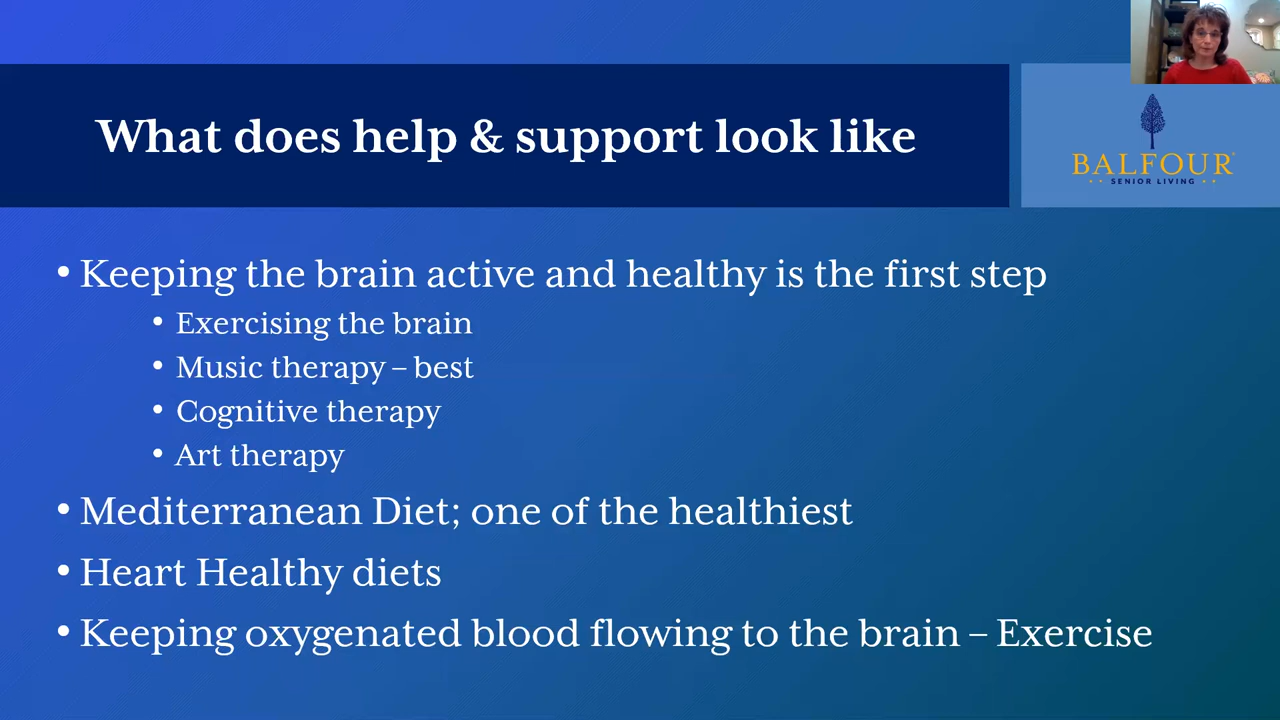 What does help & support look like
BALFOUR
SENIOR LIVING
• Keeping the brain active and healthy is the first step
• Exercising the brain
• Music therapy – best
• Cognitive therapy
• Art therapy
• Mediterranean Diet; one of the healthiest
• Heart Healthy diets
• Keeping oxygenated blood flowing to the brain – Exercise